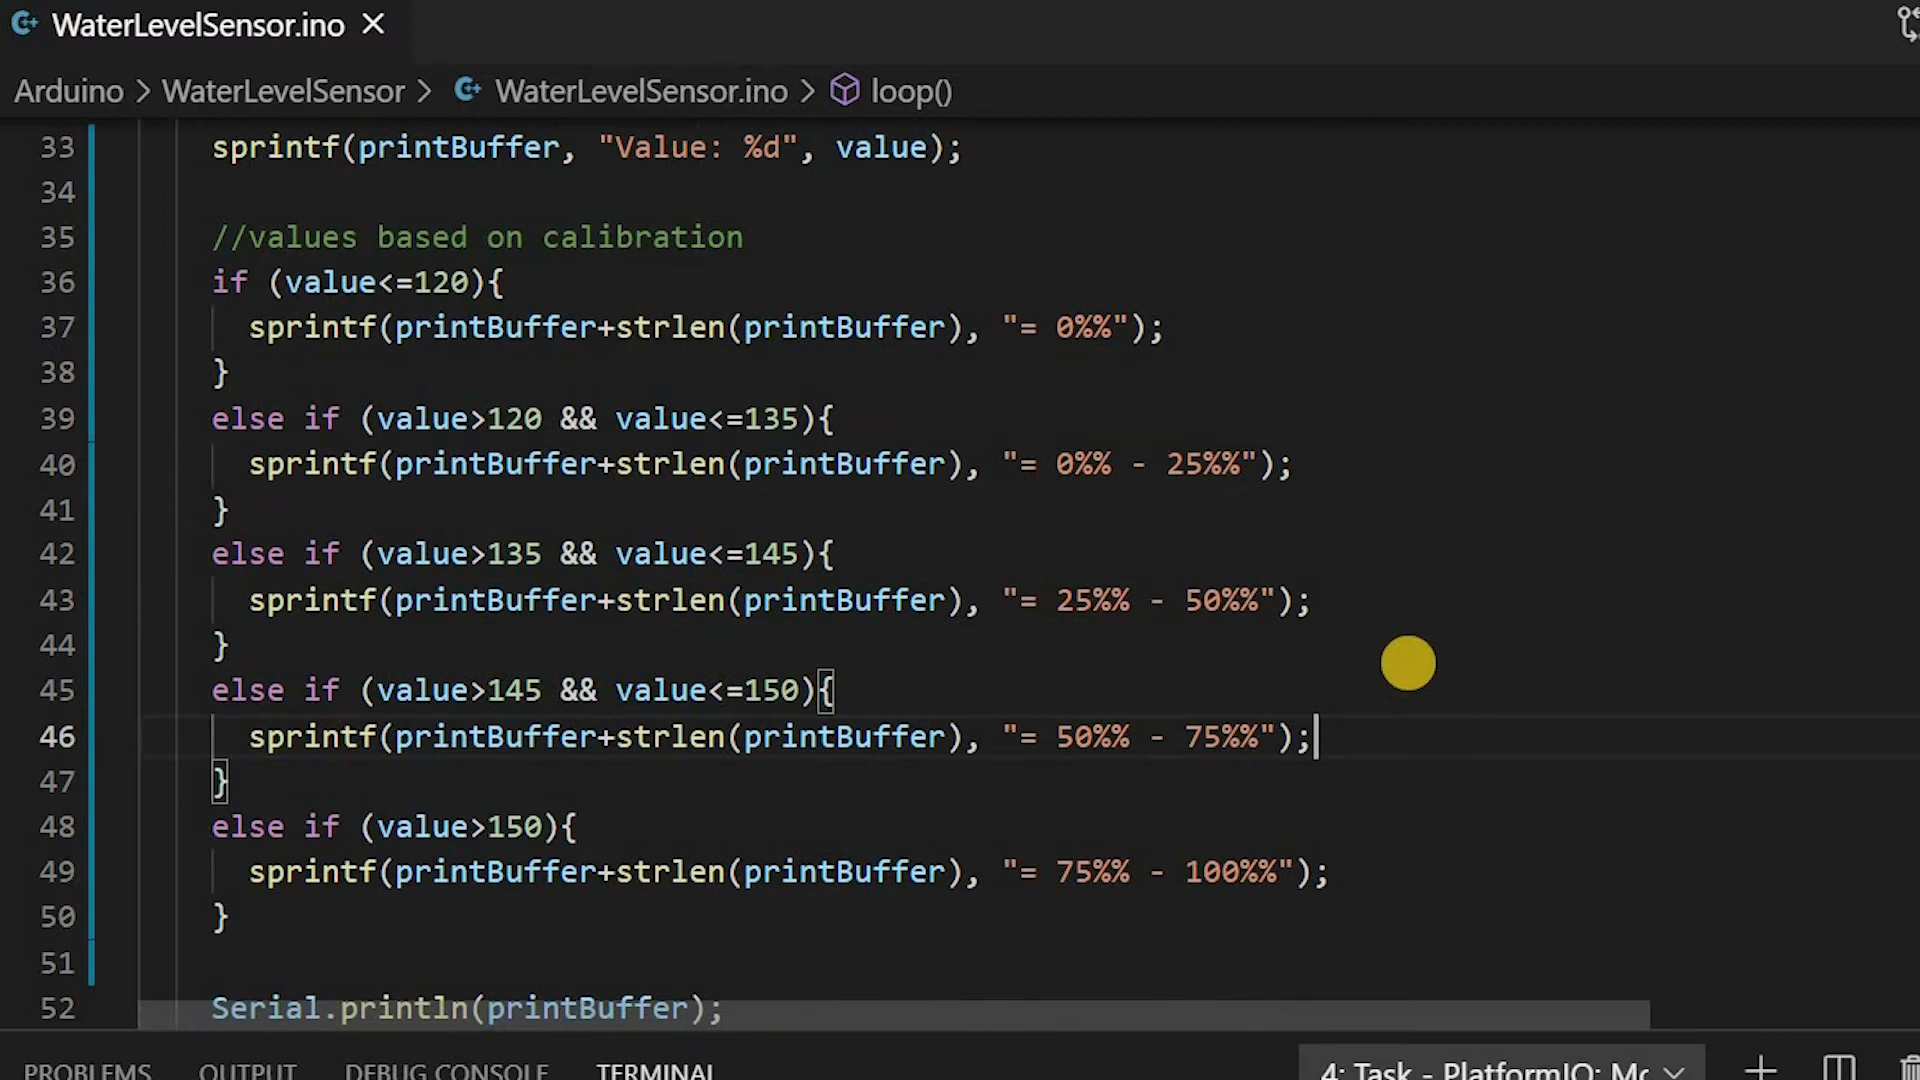 WaterLevelSensor.ino
Arduino > WaterLevelSensor > WaterLevelSensor.ino > loop()
33 sprintf(printBuffer, "Value: %d", value);
34
35 //values based on calibration
36 if (value<=120){
37 sprintf(printBuffer+strlen(printBuffer), "= 0%%");
38 }
39 else if (value>120 && value<=135){
40 sprintf(printBuffer+strlen(printBuffer), "= 0%% - 25%%");
41 }
42 else if (value>135 && value<=145){
43 sprintf(printBuffer+strlen(printBuffer), "= 25%% - 50%%");
44 }
45 else if (value>145 && value<=150){
46 sprintf(printBuffer+strlen(printBuffer), "= 50%% - 75%%");
47 }
48 else if (value>150){
49 sprintf(printBuffer+strlen(printBuffer), "= 75%% - 100%%");
50 }
51
52 Serial.println(printBuffer);
PROBLEMS OUTPUT DEBUG CONSOLE TERMINAL 4: Task - PlatformIO: Mc